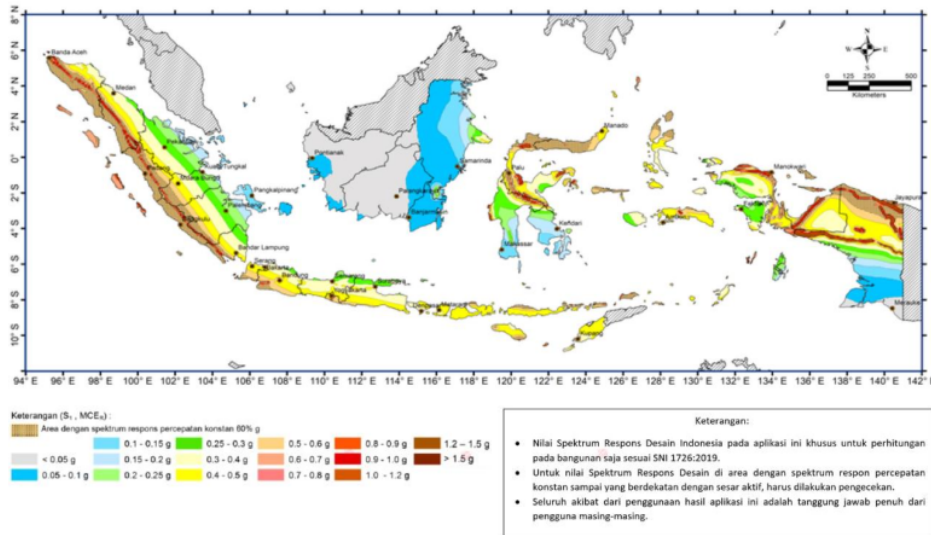 8° N
6° N
4° N
2° N
0°
2° S
4° S
6° S
8° S
10° S
Banda Aceh
Medan
Pekanbaru
Padang
Kuala Tungkal
Muara Bungo
Pangkalpinang
Palembang
Bengkulu
Bandar Lampung
Serang
Jakarta
Bandung
Semarang
Surabaya
Yogyakarta
Mataram
Kupang
Pontianak
Samarinda
Banjarmasin
Manado
Palu
Kendari
Makassar
Manokwari
Jayapura
Merauke
N
W
E
S
0 125 250 500
Kilometers
94° E 96° E 98° E 100° E 102° E 104° E 106° E 108° E 110° E 112° E 114° E 116° E 118° E 120° E 122° E 124° E 126° E 128° E 130° E 132° E 134° E 136° E 138° E 140° E
Keterangan (S₁ , MCEʀ) :
Area dengan spektrum respons percepatan konstan 60% g
< 0.05 g
0.05 - 0.1 g
0.1 - 0.15 g
0.15 - 0.2 g
0.2 - 0.25 g
0.25 - 0.3 g
0.3 - 0.4 g
0.4 - 0.5 g
0.5 - 0.6 g
0.6 - 0.7 g
0.7 - 0.8 g
0.8 - 0.9 g
0.9 - 1.0 g
1.0 - 1.2 g
1.2 – 1.5 g
> 1.5 g
Keterangan:
• Nilai Spektrum Respons Desain Indonesia pada aplikasi ini khusus untuk perhitungan
pada bangunan saja sesuai SNI 1726:2019.
• Untuk nilai Spektrum Respons Desain di area dengan spektrum respon percepatan
konstan sampai yang berdekatan dengan sesar aktif, harus dilakukan pengecekan.
• Seluruh akibat dari penggunaan hasil aplikasi ini adalah tanggung jawab penuh dari
pengguna masing-masing.